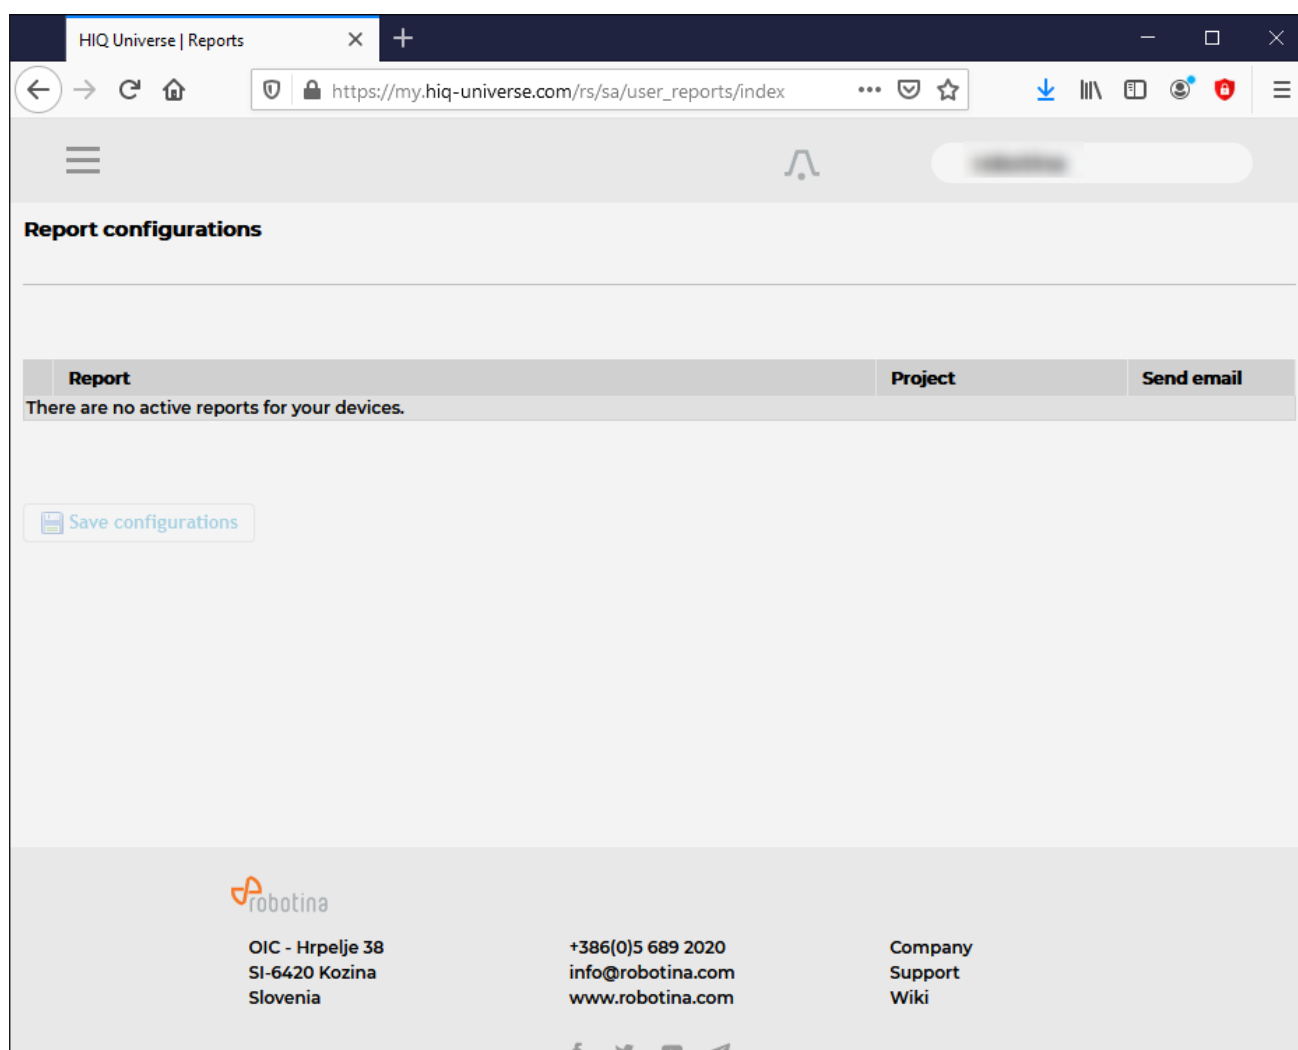 HIQ Universe | Reports
https://my.hiq-universe.com/rs/sa/user_reports/index
Report configurations
Report Project Send email
There are no active reports for your devices.
Save configurations
robotina
OIC - Hrpelje 38 +386(0)5 689 2020 Company
SI-6420 Kozina info@robotina.com Support
Slovenia www.robotina.com Wiki